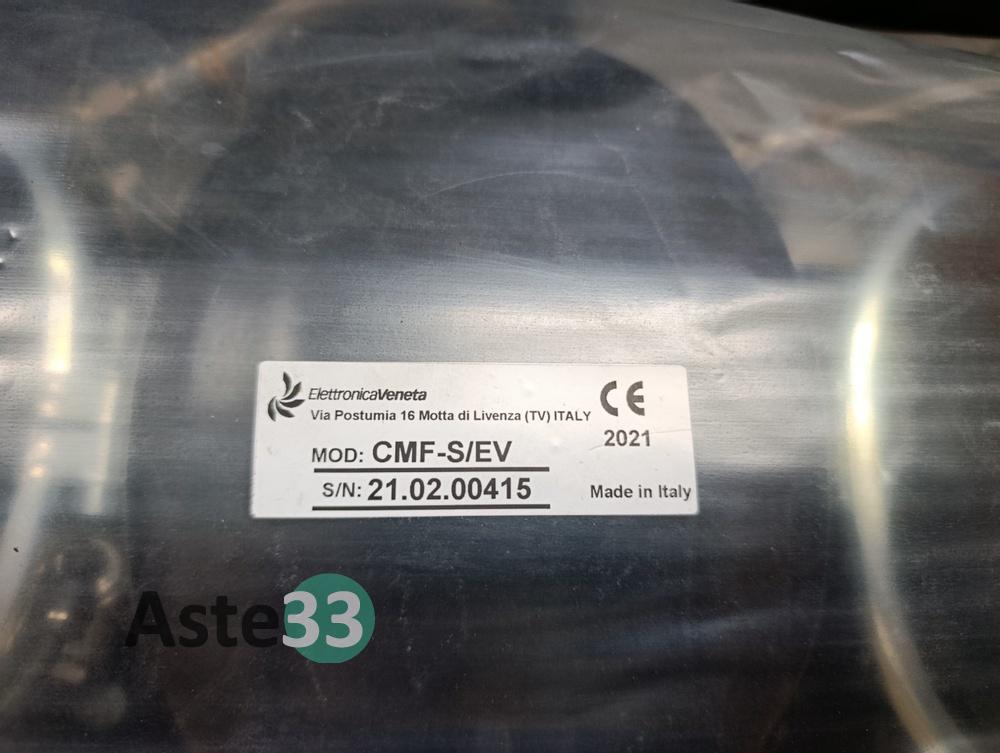 ElettronicaVeneta
Via Postumia 16 Motta di Livenza (TV) ITALY
CE
2021
MOD: CMF-S/EV
S/N: 21.02.00415
Made in Italy
Aste33